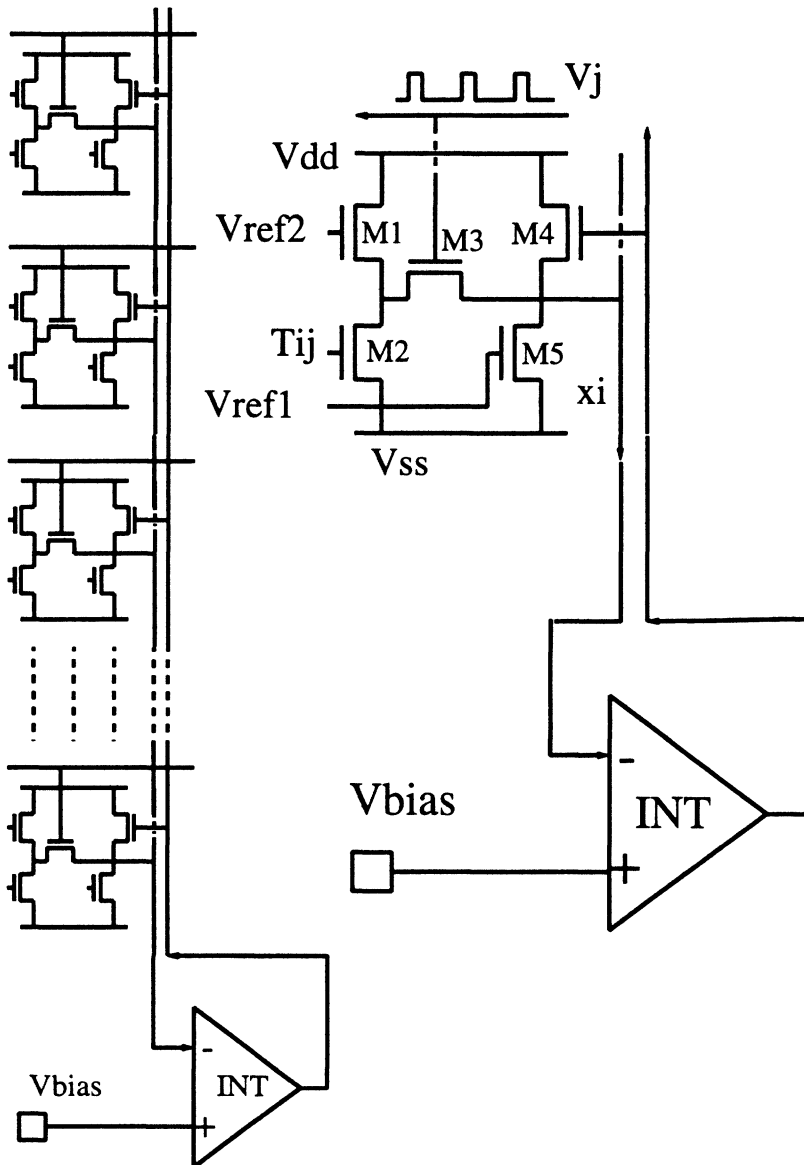 Vj
Vdd
Vref2
M1
M3
M4
Tij
M2
M5
Vref1
xi
Vss
-
Vbias
INT
+
-
Vbias
INT
+